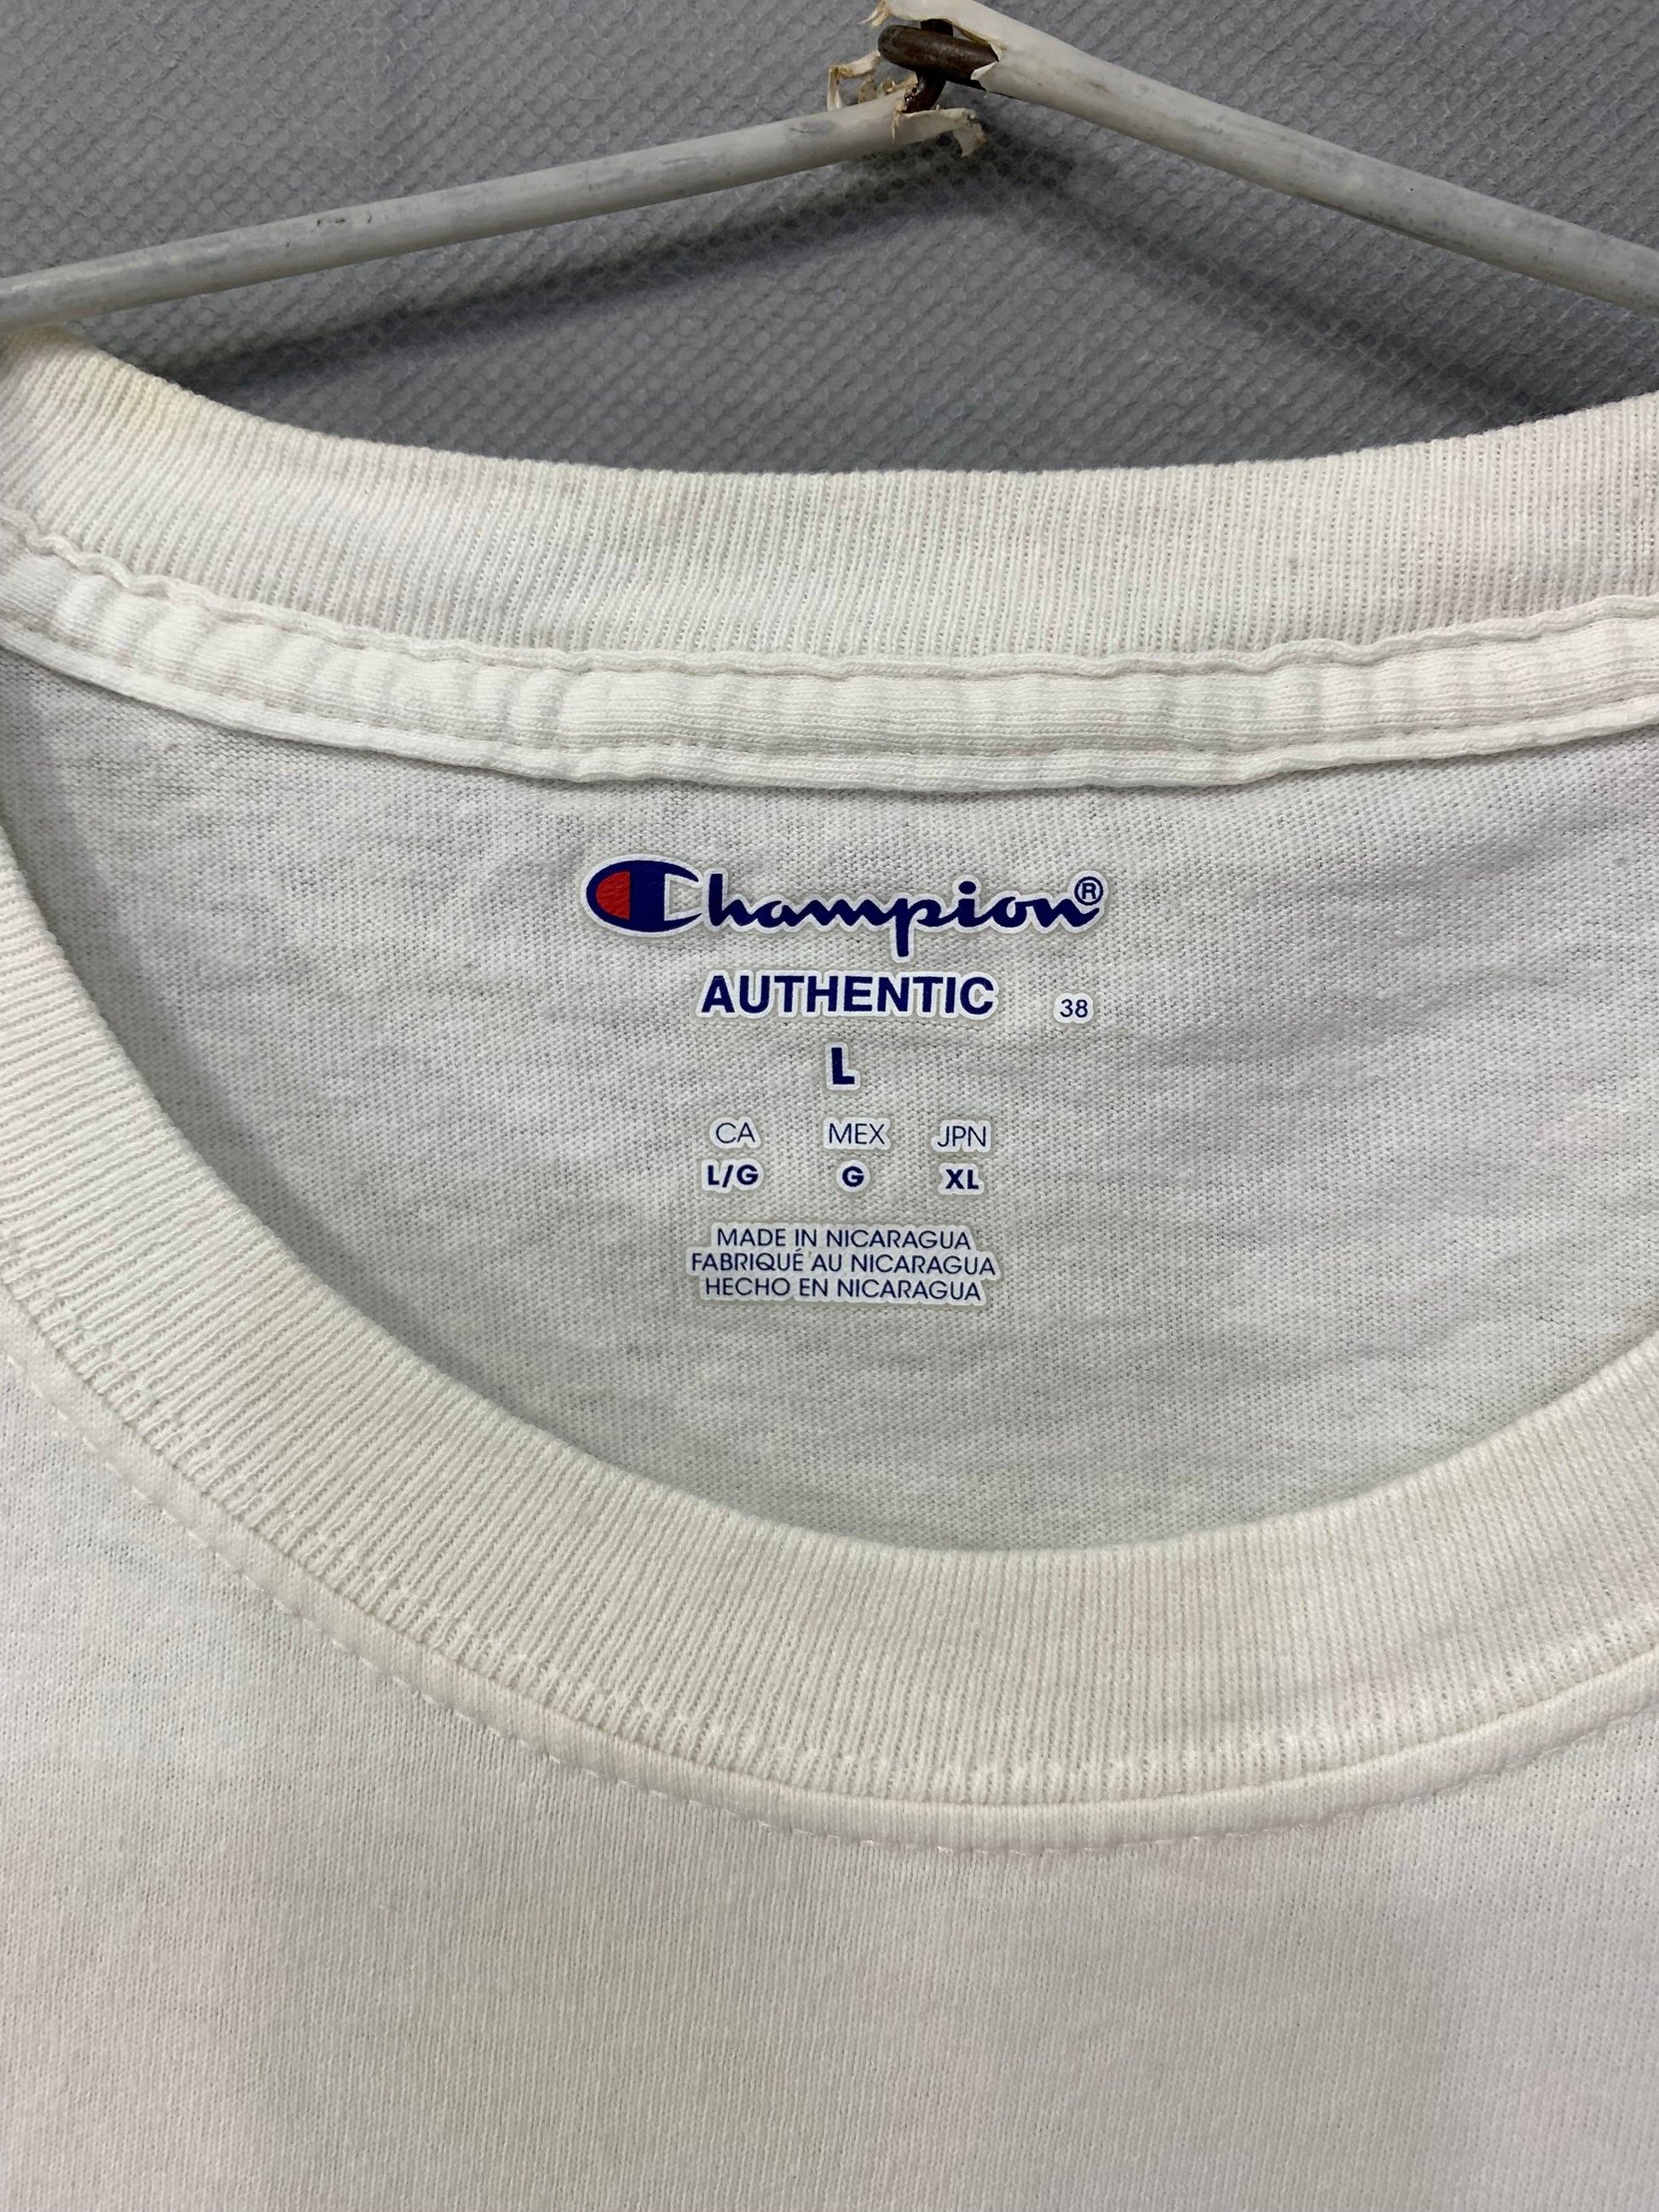 Champion®
AUTHENTIC 38
L
CA MEX JPN
L/G G XL
MADE IN NICARAGUA
FABRIQUÉ AU NICARAGUA
HECHO EN NICARAGUA